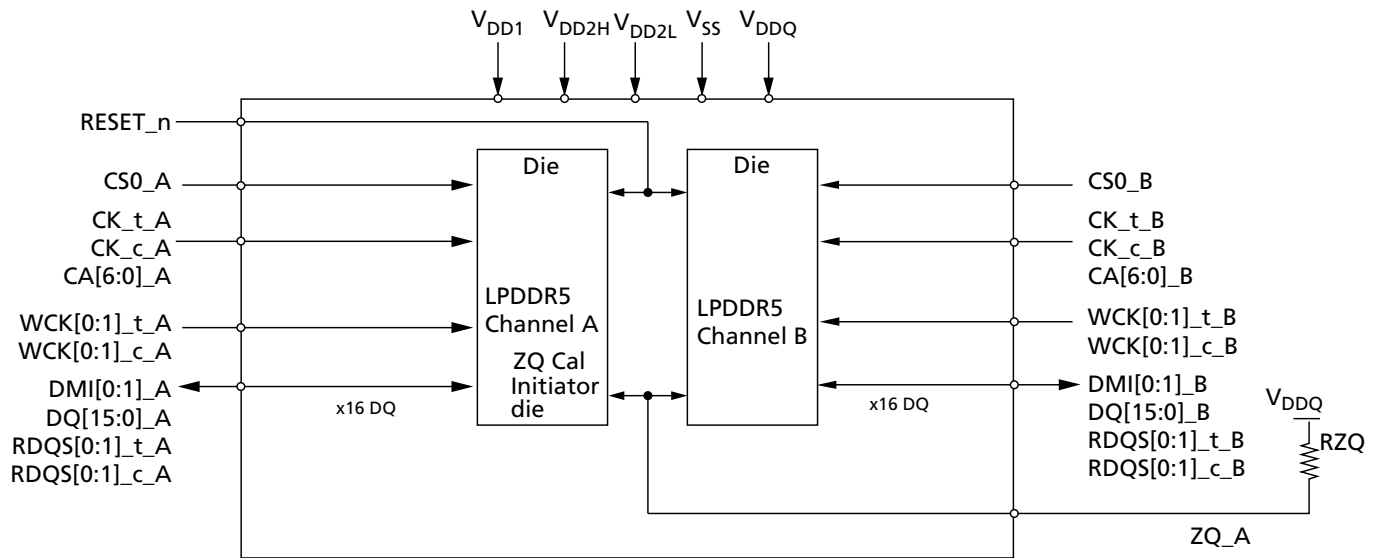 VDD1
VDD2H
VDD2L
VSS
VDDQ
RESET_n
CS0_A
CK_t_A
CK_c_A
CA[6:0]_A
WCK[0:1]_t_A
WCK[0:1]_c_A
DMI[0:1]_A
DQ[15:0]_A
RDQS[0:1]_t_A
RDQS[0:1]_c_A
x16 DQ
Die
LPDDR5
Channel A
ZQ Cal
Initiator
die
Die
LPDDR5
Channel B
x16 DQ
CS0_B
CK_t_B
CK_c_B
CA[6:0]_B
WCK[0:1]_t_B
WCK[0:1]_c_B
DMI[0:1]_B
DQ[15:0]_B
RDQS[0:1]_t_B
RDQS[0:1]_c_B
VDDQ
RZQ
ZQ_A